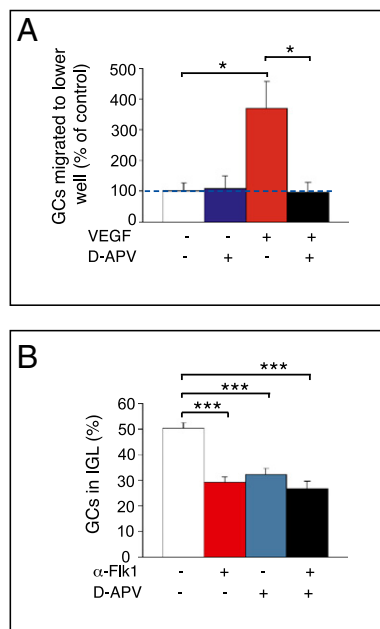 A
GCs migrated to lower
well (% of control)
500
400
300
200
100
0
* *
VEGF - - + +
D-APV - + - +
B
GCs in IGL (%)
60
50
40
30
20
10
0
***
***
***
α-Flk1 - + - +
D-APV - - + +